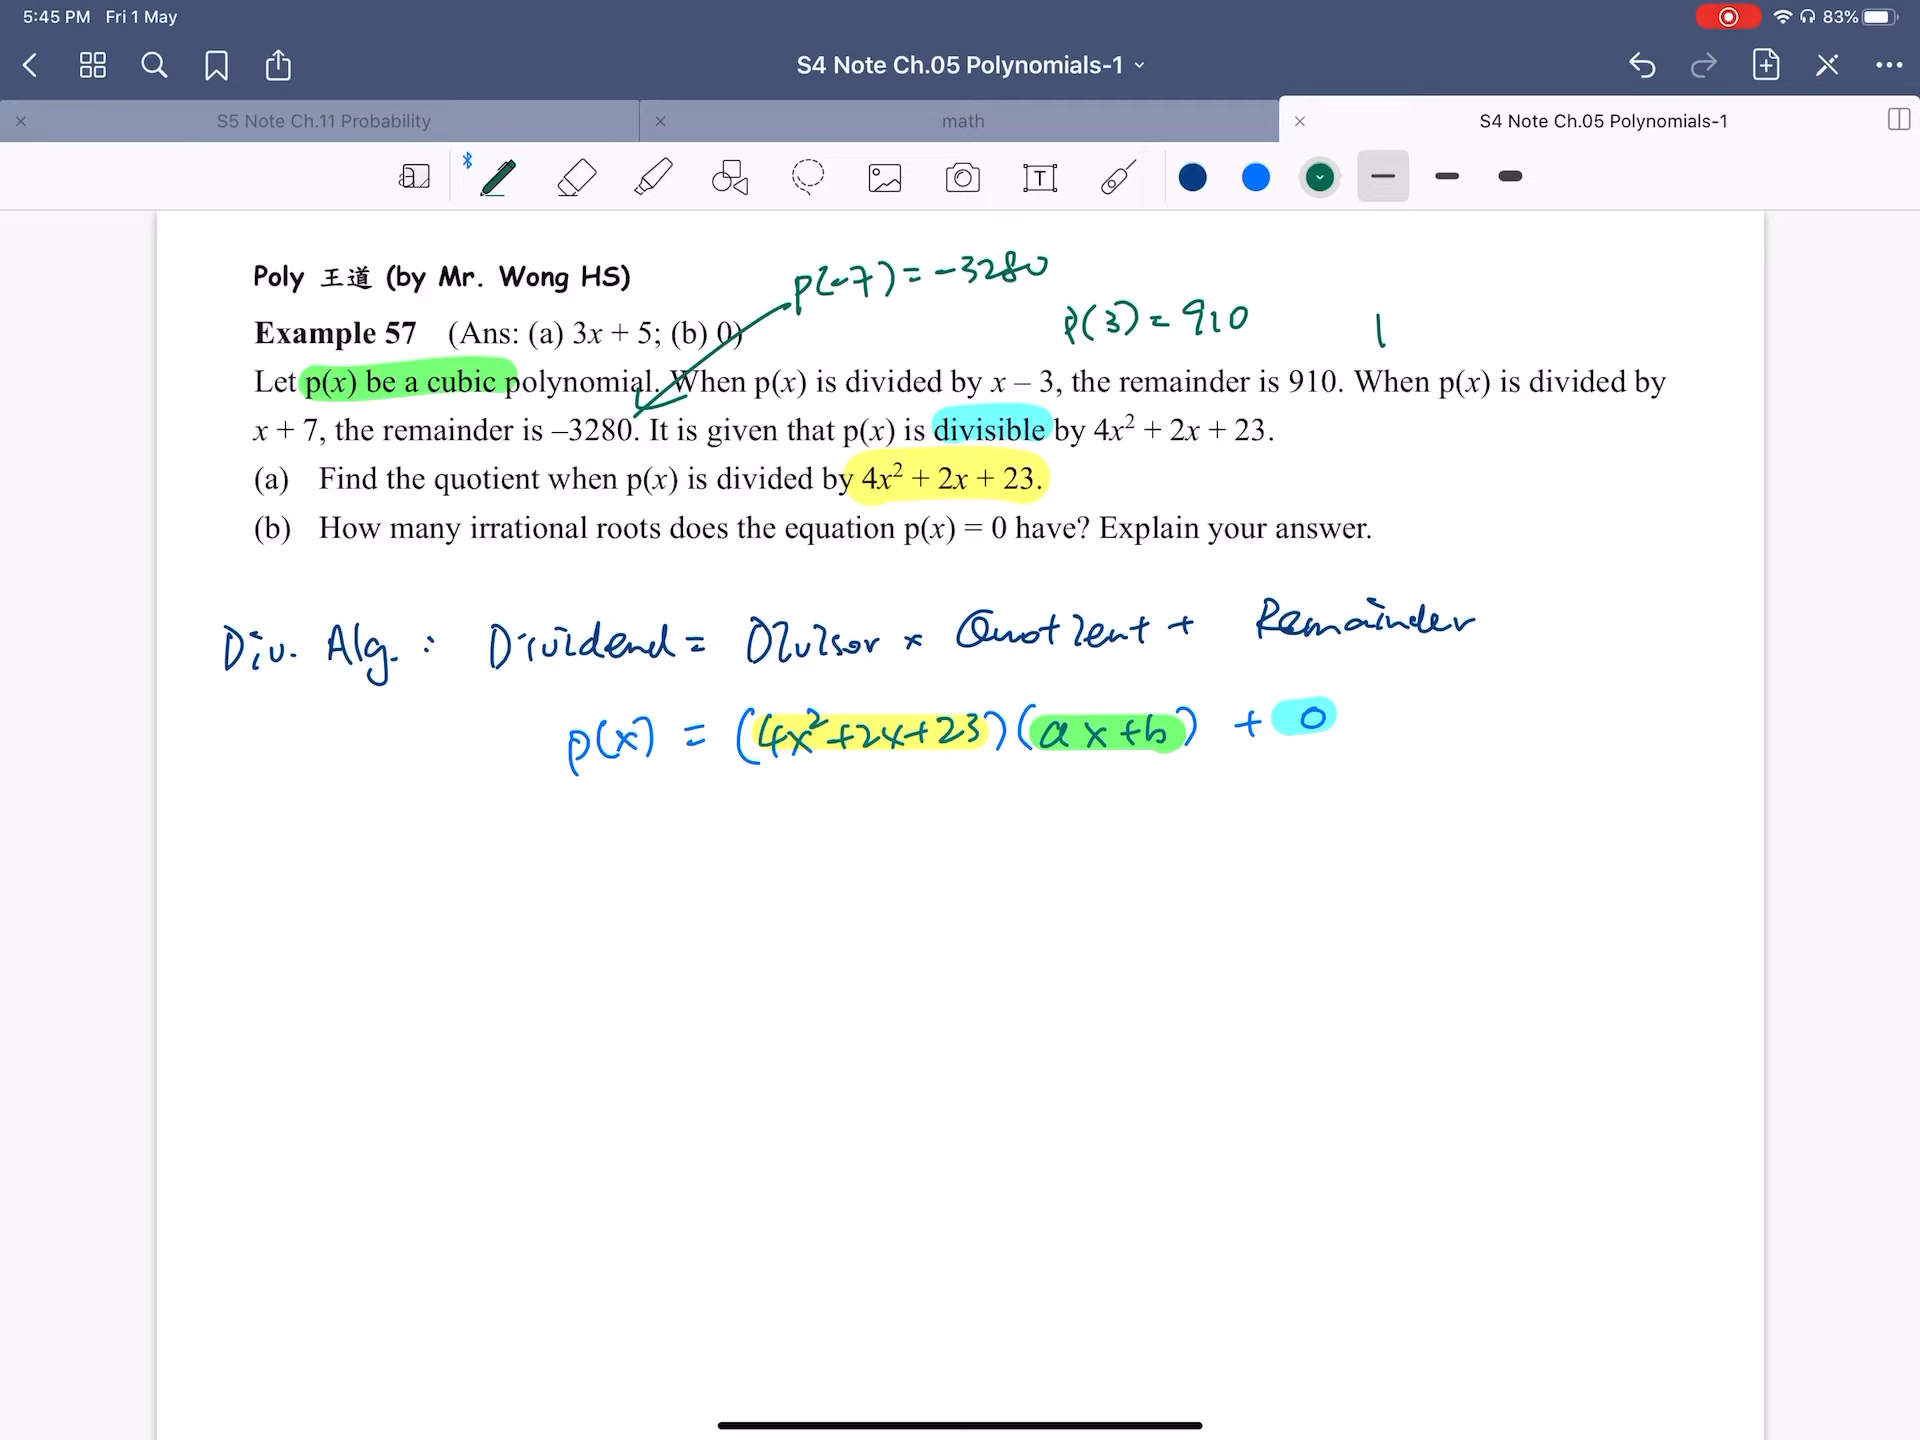 5:45 PM Fri 1 May
83%
S4 Note Ch.05 Polynomials-1
S5 Note Ch.11 Probability
math
S4 Note Ch.05 Polynomials-1
Poly 王道 (by Mr. Wong HS)
p(-7) = -3280
p(3) = 910
Example 57 (Ans: (a) 3x + 5; (b) 0)
Let p(x) be a cubic polynomial. When p(x) is divided by x – 3, the remainder is 910. When p(x) is divided by
x + 7, the remainder is –3280. It is given that p(x) is divisible by 4x² + 2x + 23.
(a) Find the quotient when p(x) is divided by 4x² + 2x + 23.
(b) How many irrational roots does the equation p(x) = 0 have? Explain your answer.
Div. Alg. : Dividend = Divisor × Quotient + Remainder
p(x) = (4x²+2x+23)(ax+b) + 0